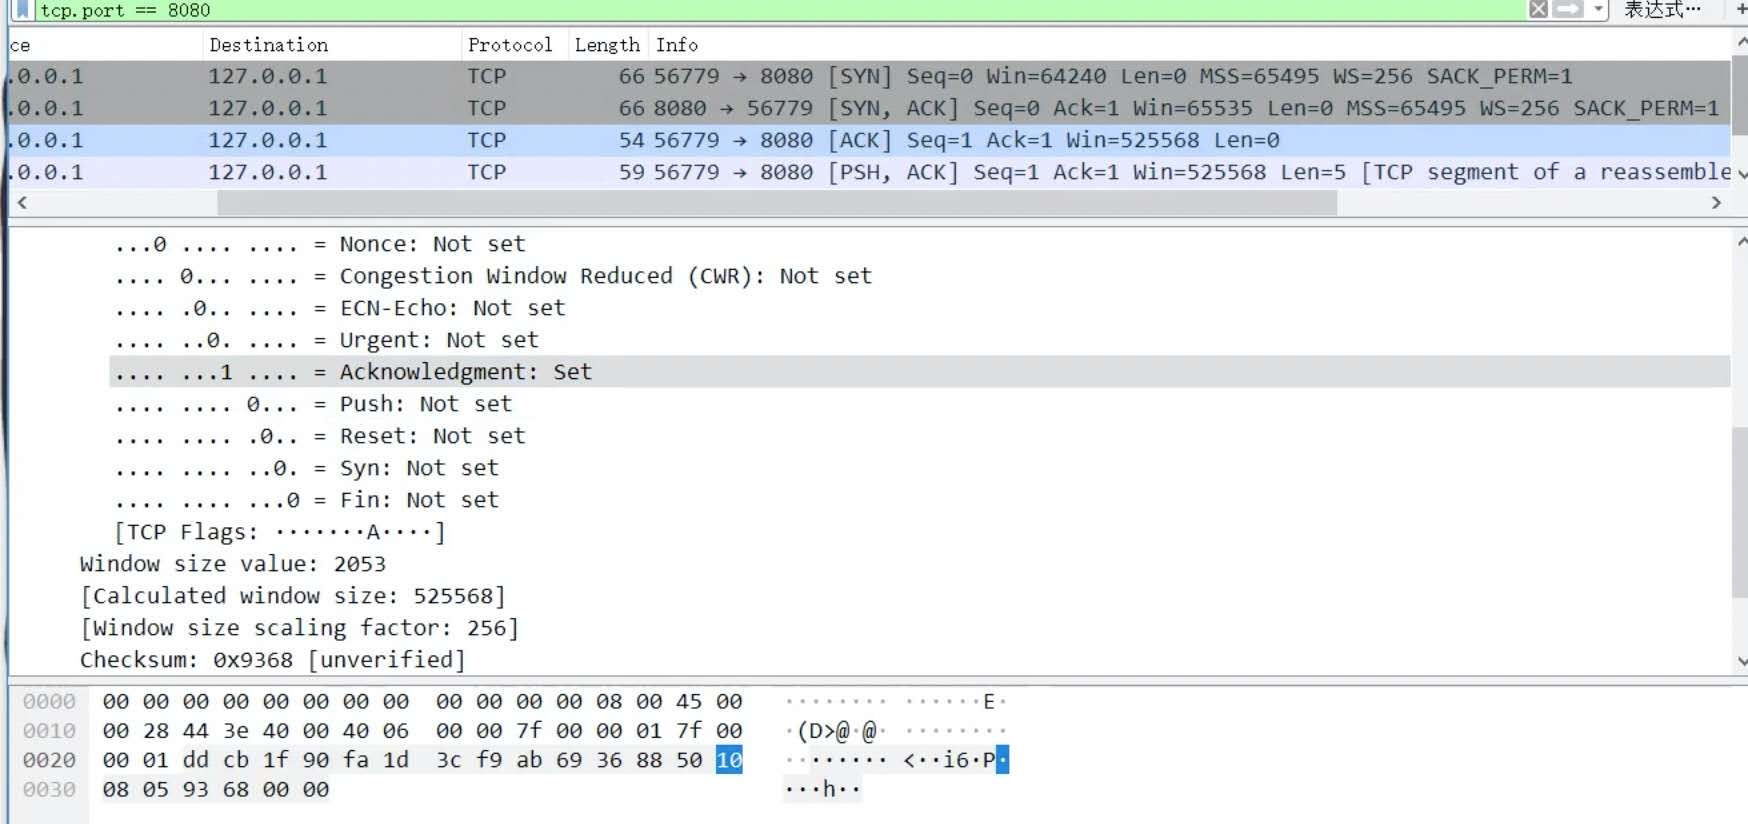 tcp.port == 8080 表达式… +
ce Destination Protocol Length Info
.0.0.1 127.0.0.1 TCP 66 56779 → 8080 [SYN] Seq=0 Win=64240 Len=0 MSS=65495 WS=256 SACK_PERM=1
.0.0.1 127.0.0.1 TCP 66 8080 → 56779 [SYN, ACK] Seq=0 Ack=1 Win=65535 Len=0 MSS=65495 WS=256 SACK_PERM=1
.0.0.1 127.0.0.1 TCP 54 56779 → 8080 [ACK] Seq=1 Ack=1 Win=525568 Len=0
.0.0.1 127.0.0.1 TCP 59 56779 → 8080 [PSH, ACK] Seq=1 Ack=1 Win=525568 Len=5 [TCP segment of a reassemble
...0 .... .... = Nonce: Not set
.... 0... .... = Congestion Window Reduced (CWR): Not set
.... .0.. .... = ECN-Echo: Not set
.... ..0. .... = Urgent: Not set
.... ...1 .... = Acknowledgment: Set
.... .... 0... = Push: Not set
.... .... .0.. = Reset: Not set
.... .... ..0. = Syn: Not set
.... .... ...0 = Fin: Not set
[TCP Flags: ·······A····]
Window size value: 2053
[Calculated window size: 525568]
[Window size scaling factor: 256]
Checksum: 0x9368 [unverified]
0000 00 00 00 00 00 00 00 00 00 00 00 00 08 00 45 00 ········ ······E·
0010 00 28 44 3e 40 00 40 06 00 00 7f 00 00 01 7f 00 ·(D>@·@· ········
0020 00 01 dd cb 1f 90 fa 1d 3c f9 ab 69 36 88 50 10 ········ <··i6·P·
0030 08 05 93 68 00 00 ···h··